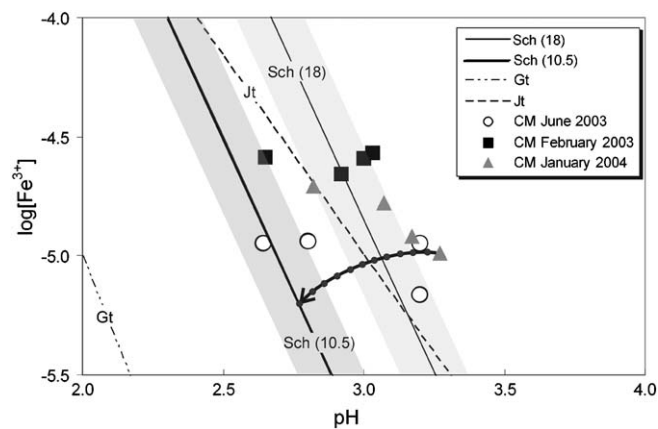 -4.0
-4.5
-5.0
-5.5
log[Fe³⁺]
2.0
2.5
3.0
3.5
4.0
pH
Sch (18)
Jt
Gt
Sch (10.5)
Sch (18)
Sch (10.5)
Gt
Jt
CM June 2003
CM February 2003
CM January 2004